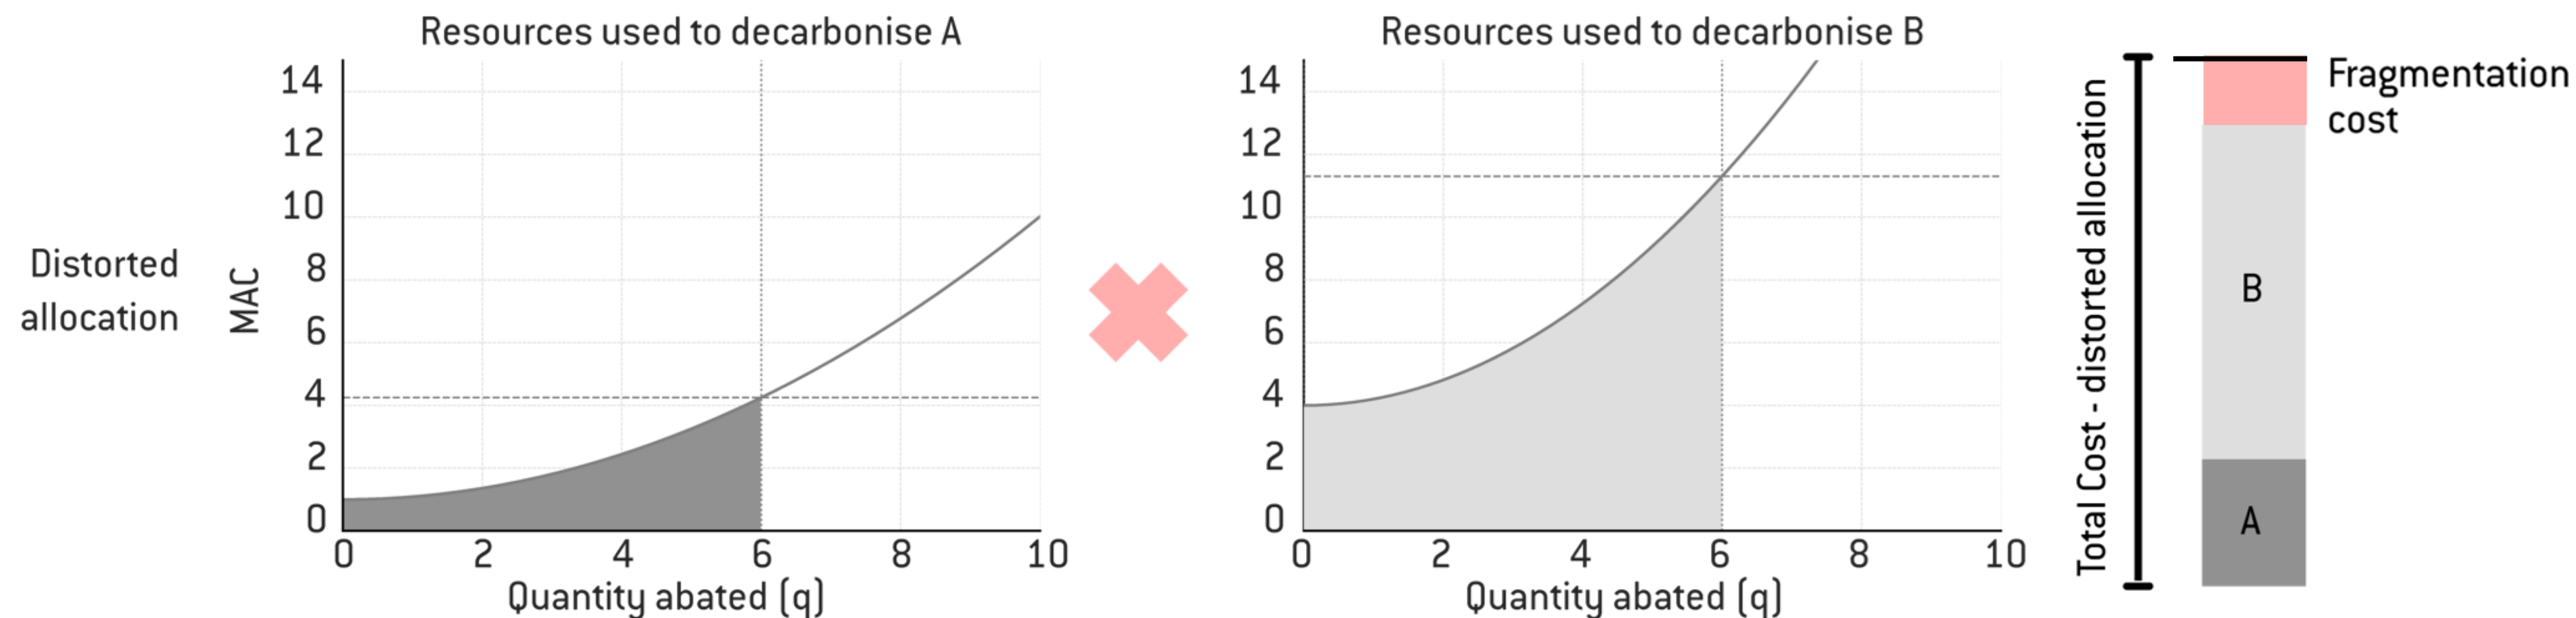 Resources used to decarbonise A
Resources used to decarbonise B
Distorted
allocation
MAC
14
12
10
8
6
4
2
0
0 2 4 6 8 10
Quantity abated (q)
14
12
10
8
6
4
2
0
0 2 4 6 8 10
Quantity abated (q)
Total Cost - distorted allocation
Fragmentation
cost
B
A